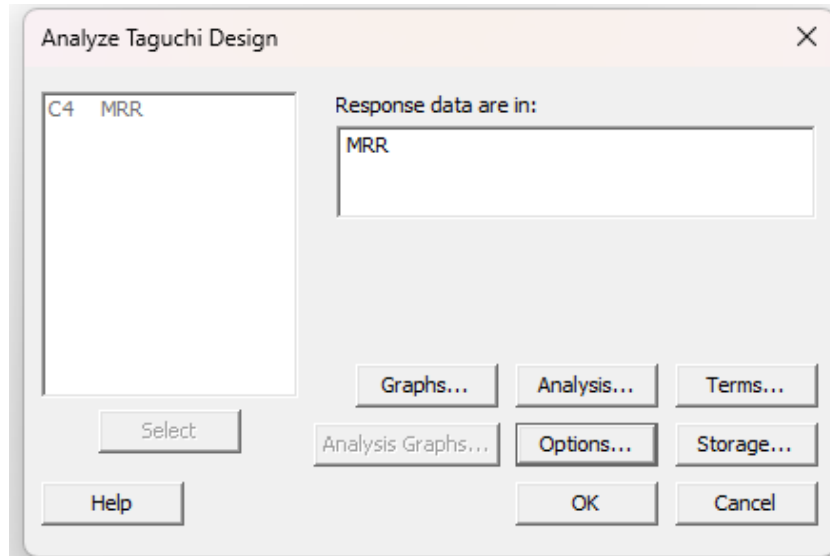 Analyze Taguchi Design
C4 MRR
Response data are in:
MRR
Graphs... Analysis... Terms...
Select
Analysis Graphs... Options... Storage...
Help OK Cancel